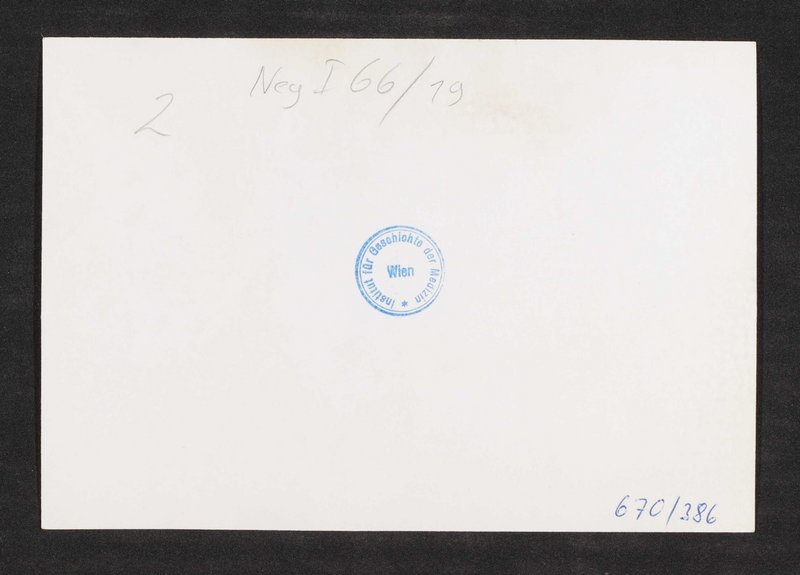 Neg I 66/19
2
Institut für Geschichte der Medizin *
Wien
670/386